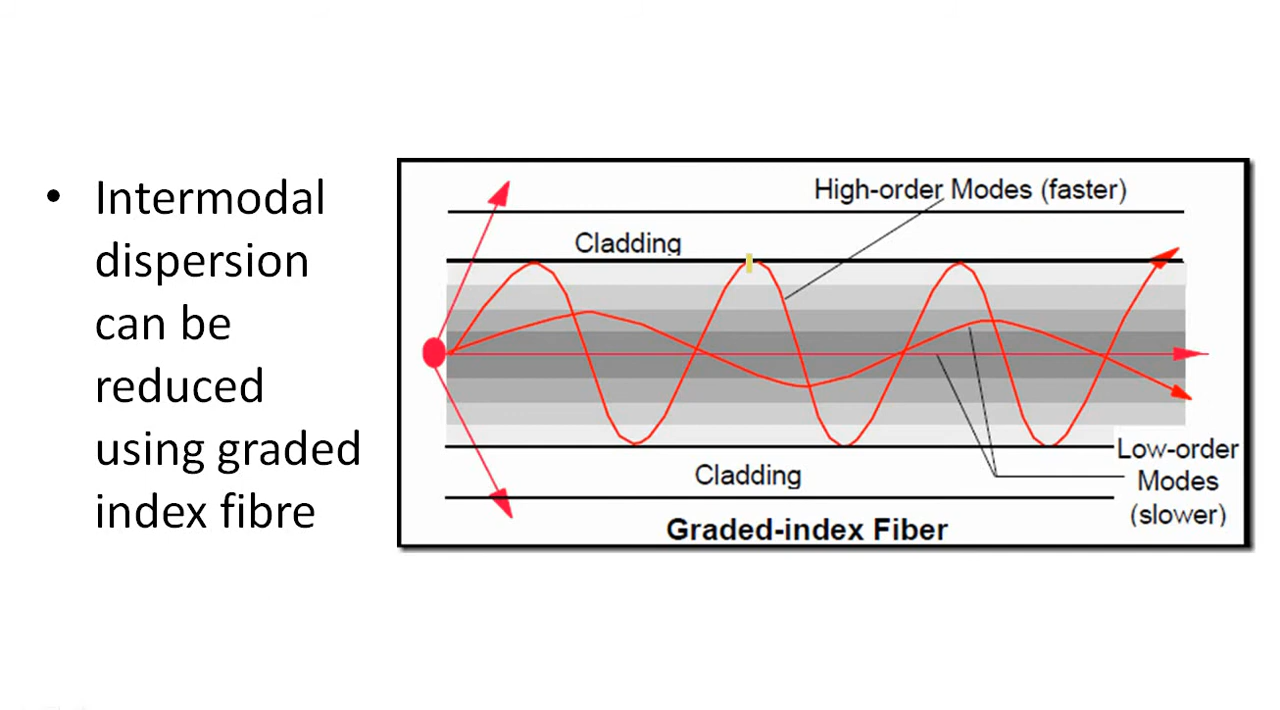 • Intermodal
dispersion
can be
reduced
using graded
index fibre
High-order Modes (faster)
Cladding
Cladding
Low-order
Modes
(slower)
Graded-index Fiber